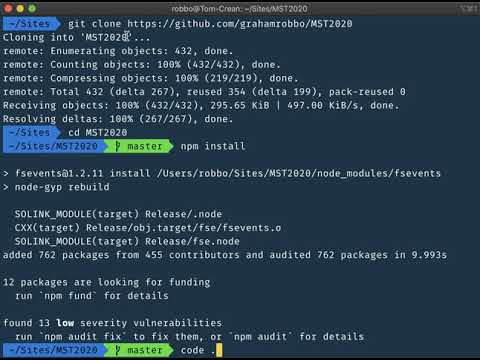 robbo@Tom-Crean: ~/Sites/MST2020
~/Sites git clone https://github.com/grahamrobbo/MST2020
Cloning into 'MST2020'...
remote: Enumerating objects: 432, done.
remote: Counting objects: 100% (432/432), done.
remote: Compressing objects: 100% (219/219), done.
remote: Total 432 (delta 267), reused 354 (delta 199), pack-reused 0
Receiving objects: 100% (432/432), 295.65 KiB | 497.00 KiB/s, done.
Resolving deltas: 100% (267/267), done.
~/Sites cd MST2020
~/Sites/MST2020 master npm install
> fsevents@1.2.11 install /Users/robbo/Sites/MST2020/node_modules/fsevents
> node-gyp rebuild
SOLINK_MODULE(target) Release/.node
CXX(target) Release/obj.target/fse/fsevents.o
SOLINK_MODULE(target) Release/fse.node
added 762 packages from 455 contributors and audited 762 packages in 9.993s
12 packages are looking for funding
run `npm fund` for details
found 13 low severity vulnerabilities
run `npm audit fix` to fix them, or `npm audit` for details
~/Sites/MST2020 master code .